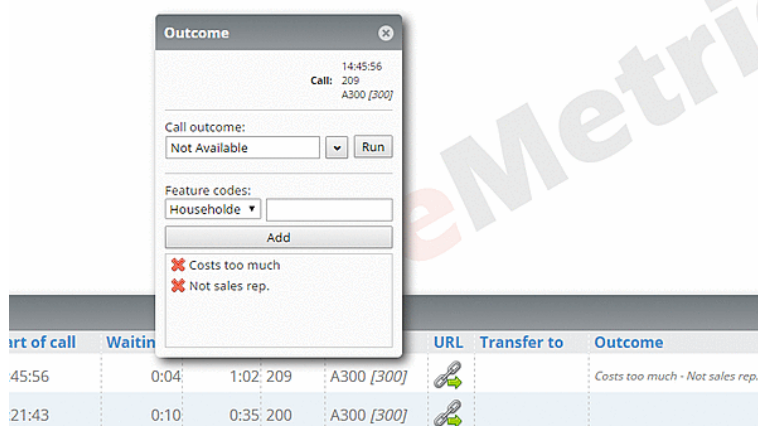 Outcome
14:45:56
Call: 209
A300 [300]
Call outcome:
Not Available
Run
Feature codes:
Householde
Add
Costs too much
Not sales rep.
eMetri
art of call Waitin URL Transfer to Outcome
:45:56 0:04 1:02 209 A300 [300] Costs too much - Not sales rep.
:21:43 0:10 0:35 200 A300 [300]